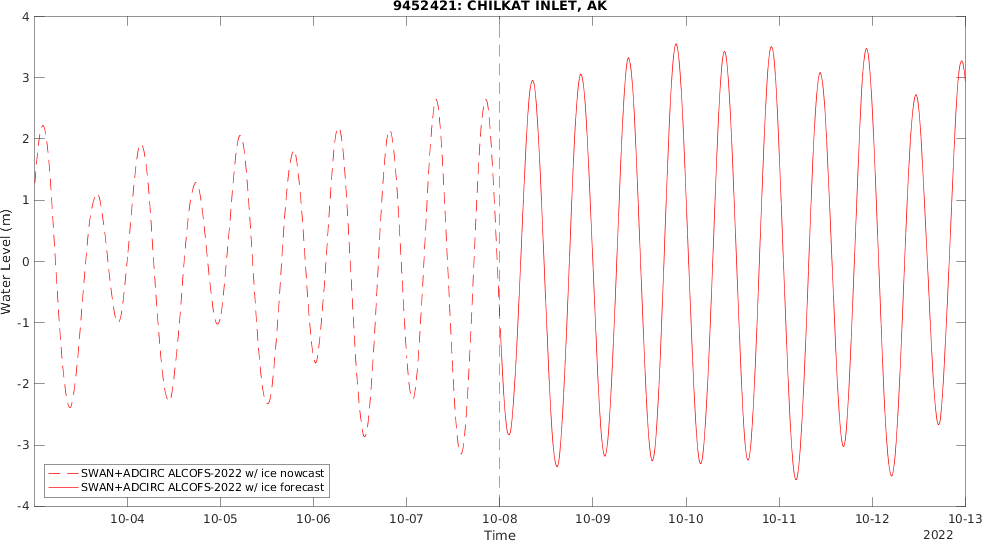 9452421: CHILKAT INLET, AK
4
3
2
1
0
-1
-2
-3
-4
Water Level (m)
SWAN+ADCIRC ALCOFS-2022 w/ ice nowcast
SWAN+ADCIRC ALCOFS-2022 w/ ice forecast
10-04 10-05 10-06 10-07 10-08 10-09 10-10 10-11 10-12 10-13
Time
2022